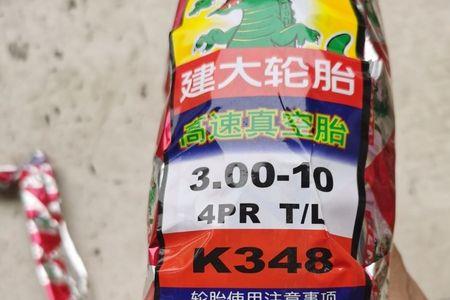 建大轮胎
高速真空胎
3.00-10
4PR T/L
K348
轮胎使用注意事项